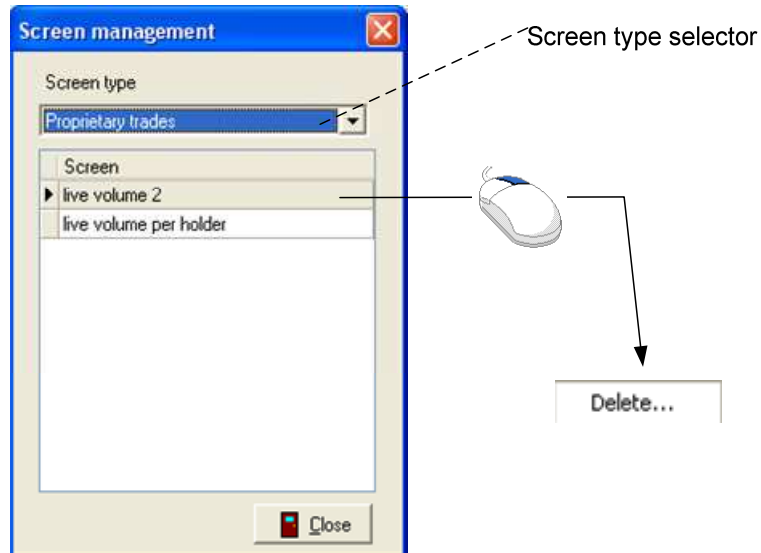 Screen management
Screen type selector
Screen type
Proprietary trades
Screen
live volume 2
live volume per holder
Delete...
Close